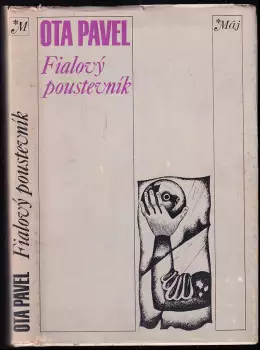 *M
OTA PAVEL
Fialový poustevník
*M
OTA PAVEL
Fialový
poustevník
*Máj